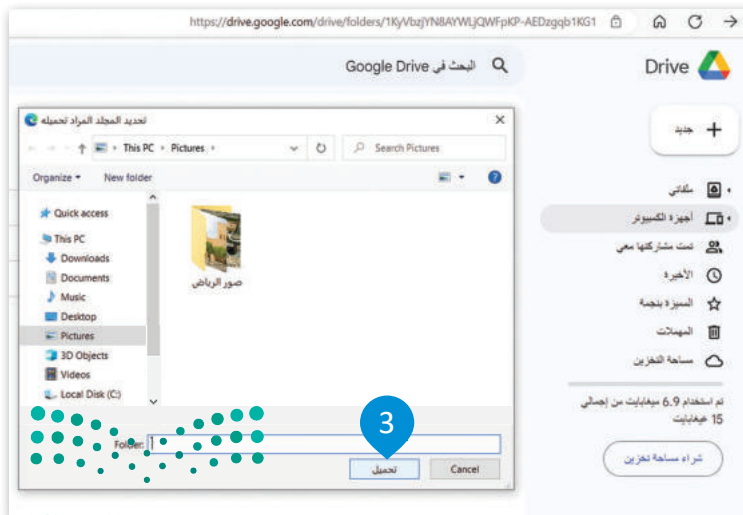 https://drive.google.com/drive/folders/1KyVbzjYN8AYWLjQWFpKP-AEDzgqb1KG1
Drive
البحث في Google Drive
جديد
ملفاتي
أجهزة الكمبيوتر
تمت مشاركتها معي
الأخيرة
المميزة بنجمة
المهملات
مساحة التخزين
تم استخدام 6.9 ميغابايت من إجمالي
15 غيغابايت
شراء مساحة تخزين
تحديد المجلد المراد تحميله
This PC
Pictures
Search Pictures
Organize
New folder
Quick access
This PC
Downloads
Documents
Music
Desktop
Pictures
3D Objects
Videos
Local Disk (C:)
صور الرياض
3
Folder:
تحميل
Cancel